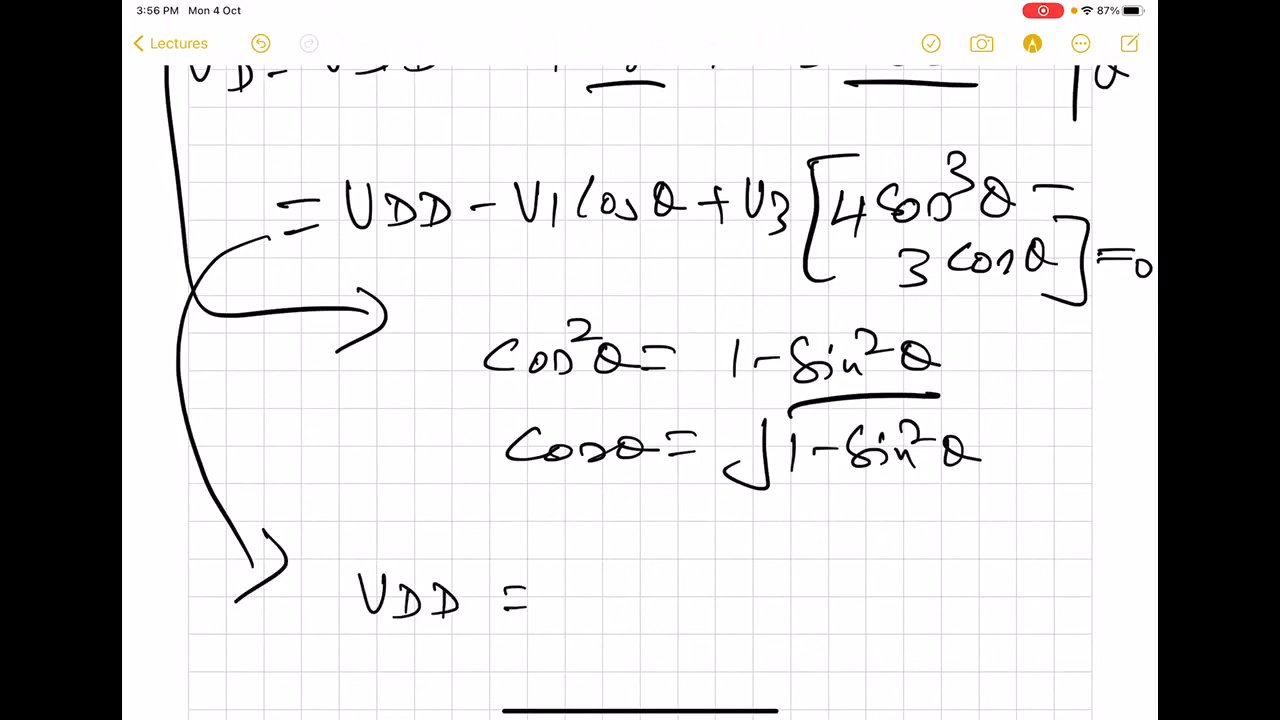 3:56 PM Mon 4 Oct 87%
Lectures
= VDD - V1 Cos θ + V3 [4 Cos³θ -
3 cos θ] = 0
Cos²θ = 1 - Sin²θ
Cos θ = √1 - Sin²θ
VDD =